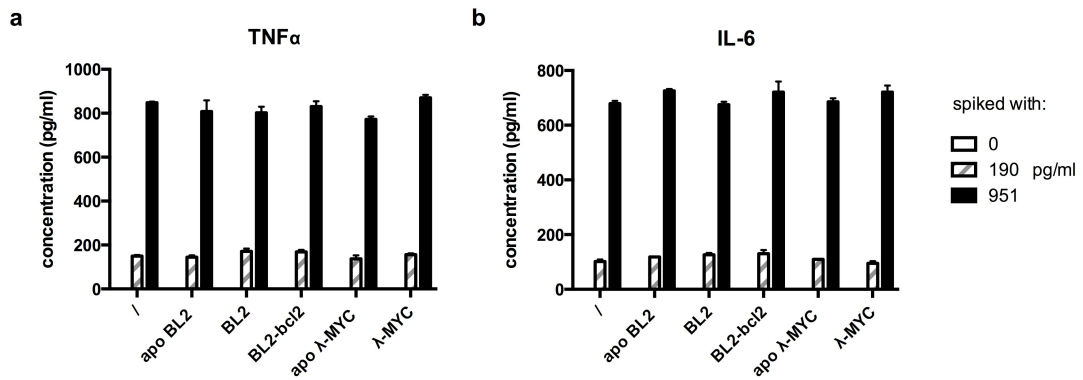 a
TNFα
concentration (pg/ml)
1000
800
600
400
200
0
/
apo BL2
BL2
BL2-bcl2
apo λ-MYC
λ-MYC
b
IL-6
concentration (pg/ml)
800
600
400
200
0
/
apo BL2
BL2
BL2-bcl2
apo λ-MYC
λ-MYC
spiked with:
0
190 pg/ml
951